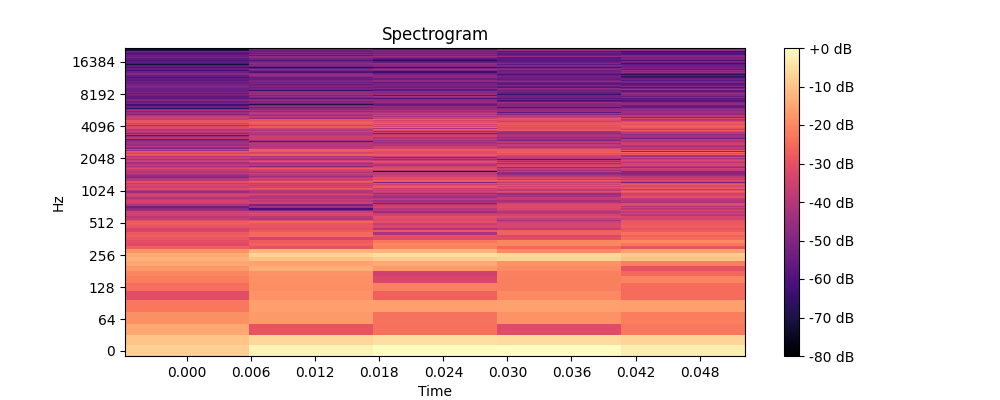 Spectrogram
Hz
16384
8192
4096
2048
1024
512
256
128
64
0
0.000 0.006 0.012 0.018 0.024 0.030 0.036 0.042 0.048
Time
+0 dB
-10 dB
-20 dB
-30 dB
-40 dB
-50 dB
-60 dB
-70 dB
-80 dB